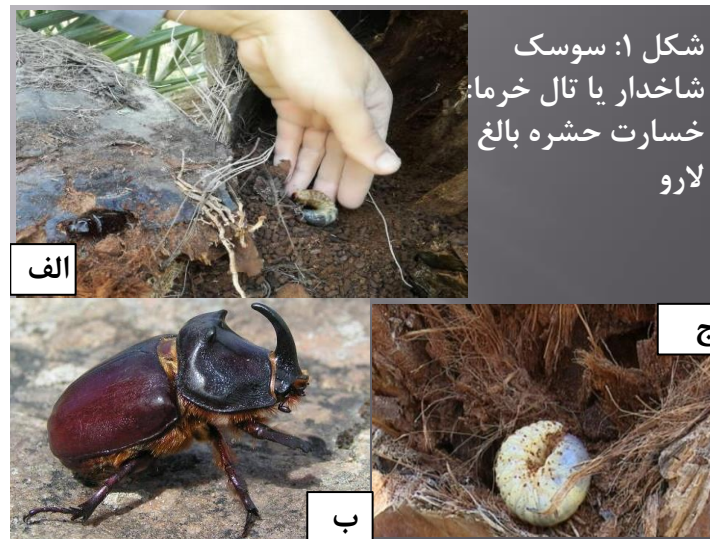 شکل ۱: سوسک
شاخدار یا تال خرما:
خسارت حشره بالغ
لارو
الف
ج
ب